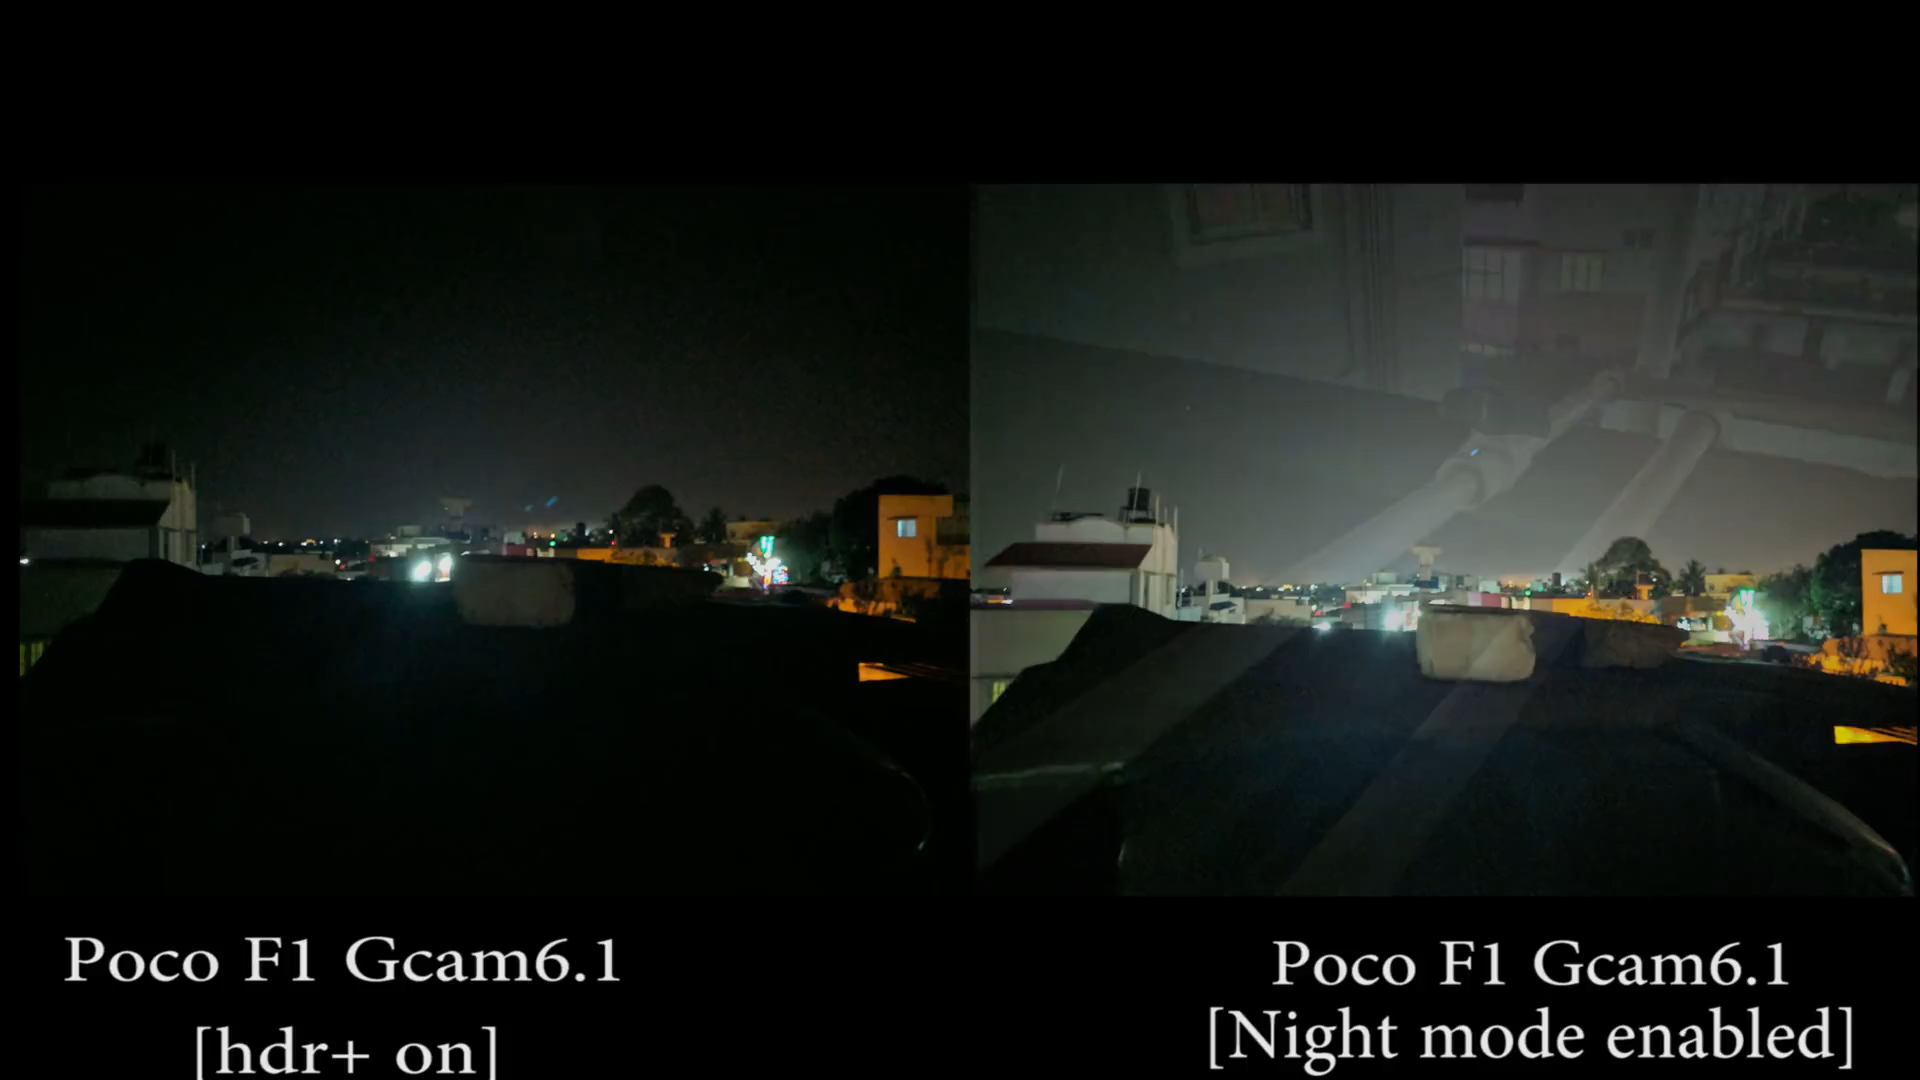 Poco F1 Gcam6.1
[hdr+ on]
Poco F1 Gcam6.1
[Night mode enabled]